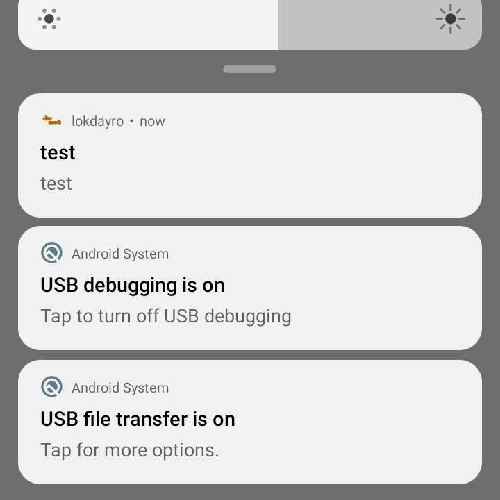 lokdayro • now
test
test
Android System
USB debugging is on
Tap to turn off USB debugging
Android System
USB file transfer is on
Tap for more options.